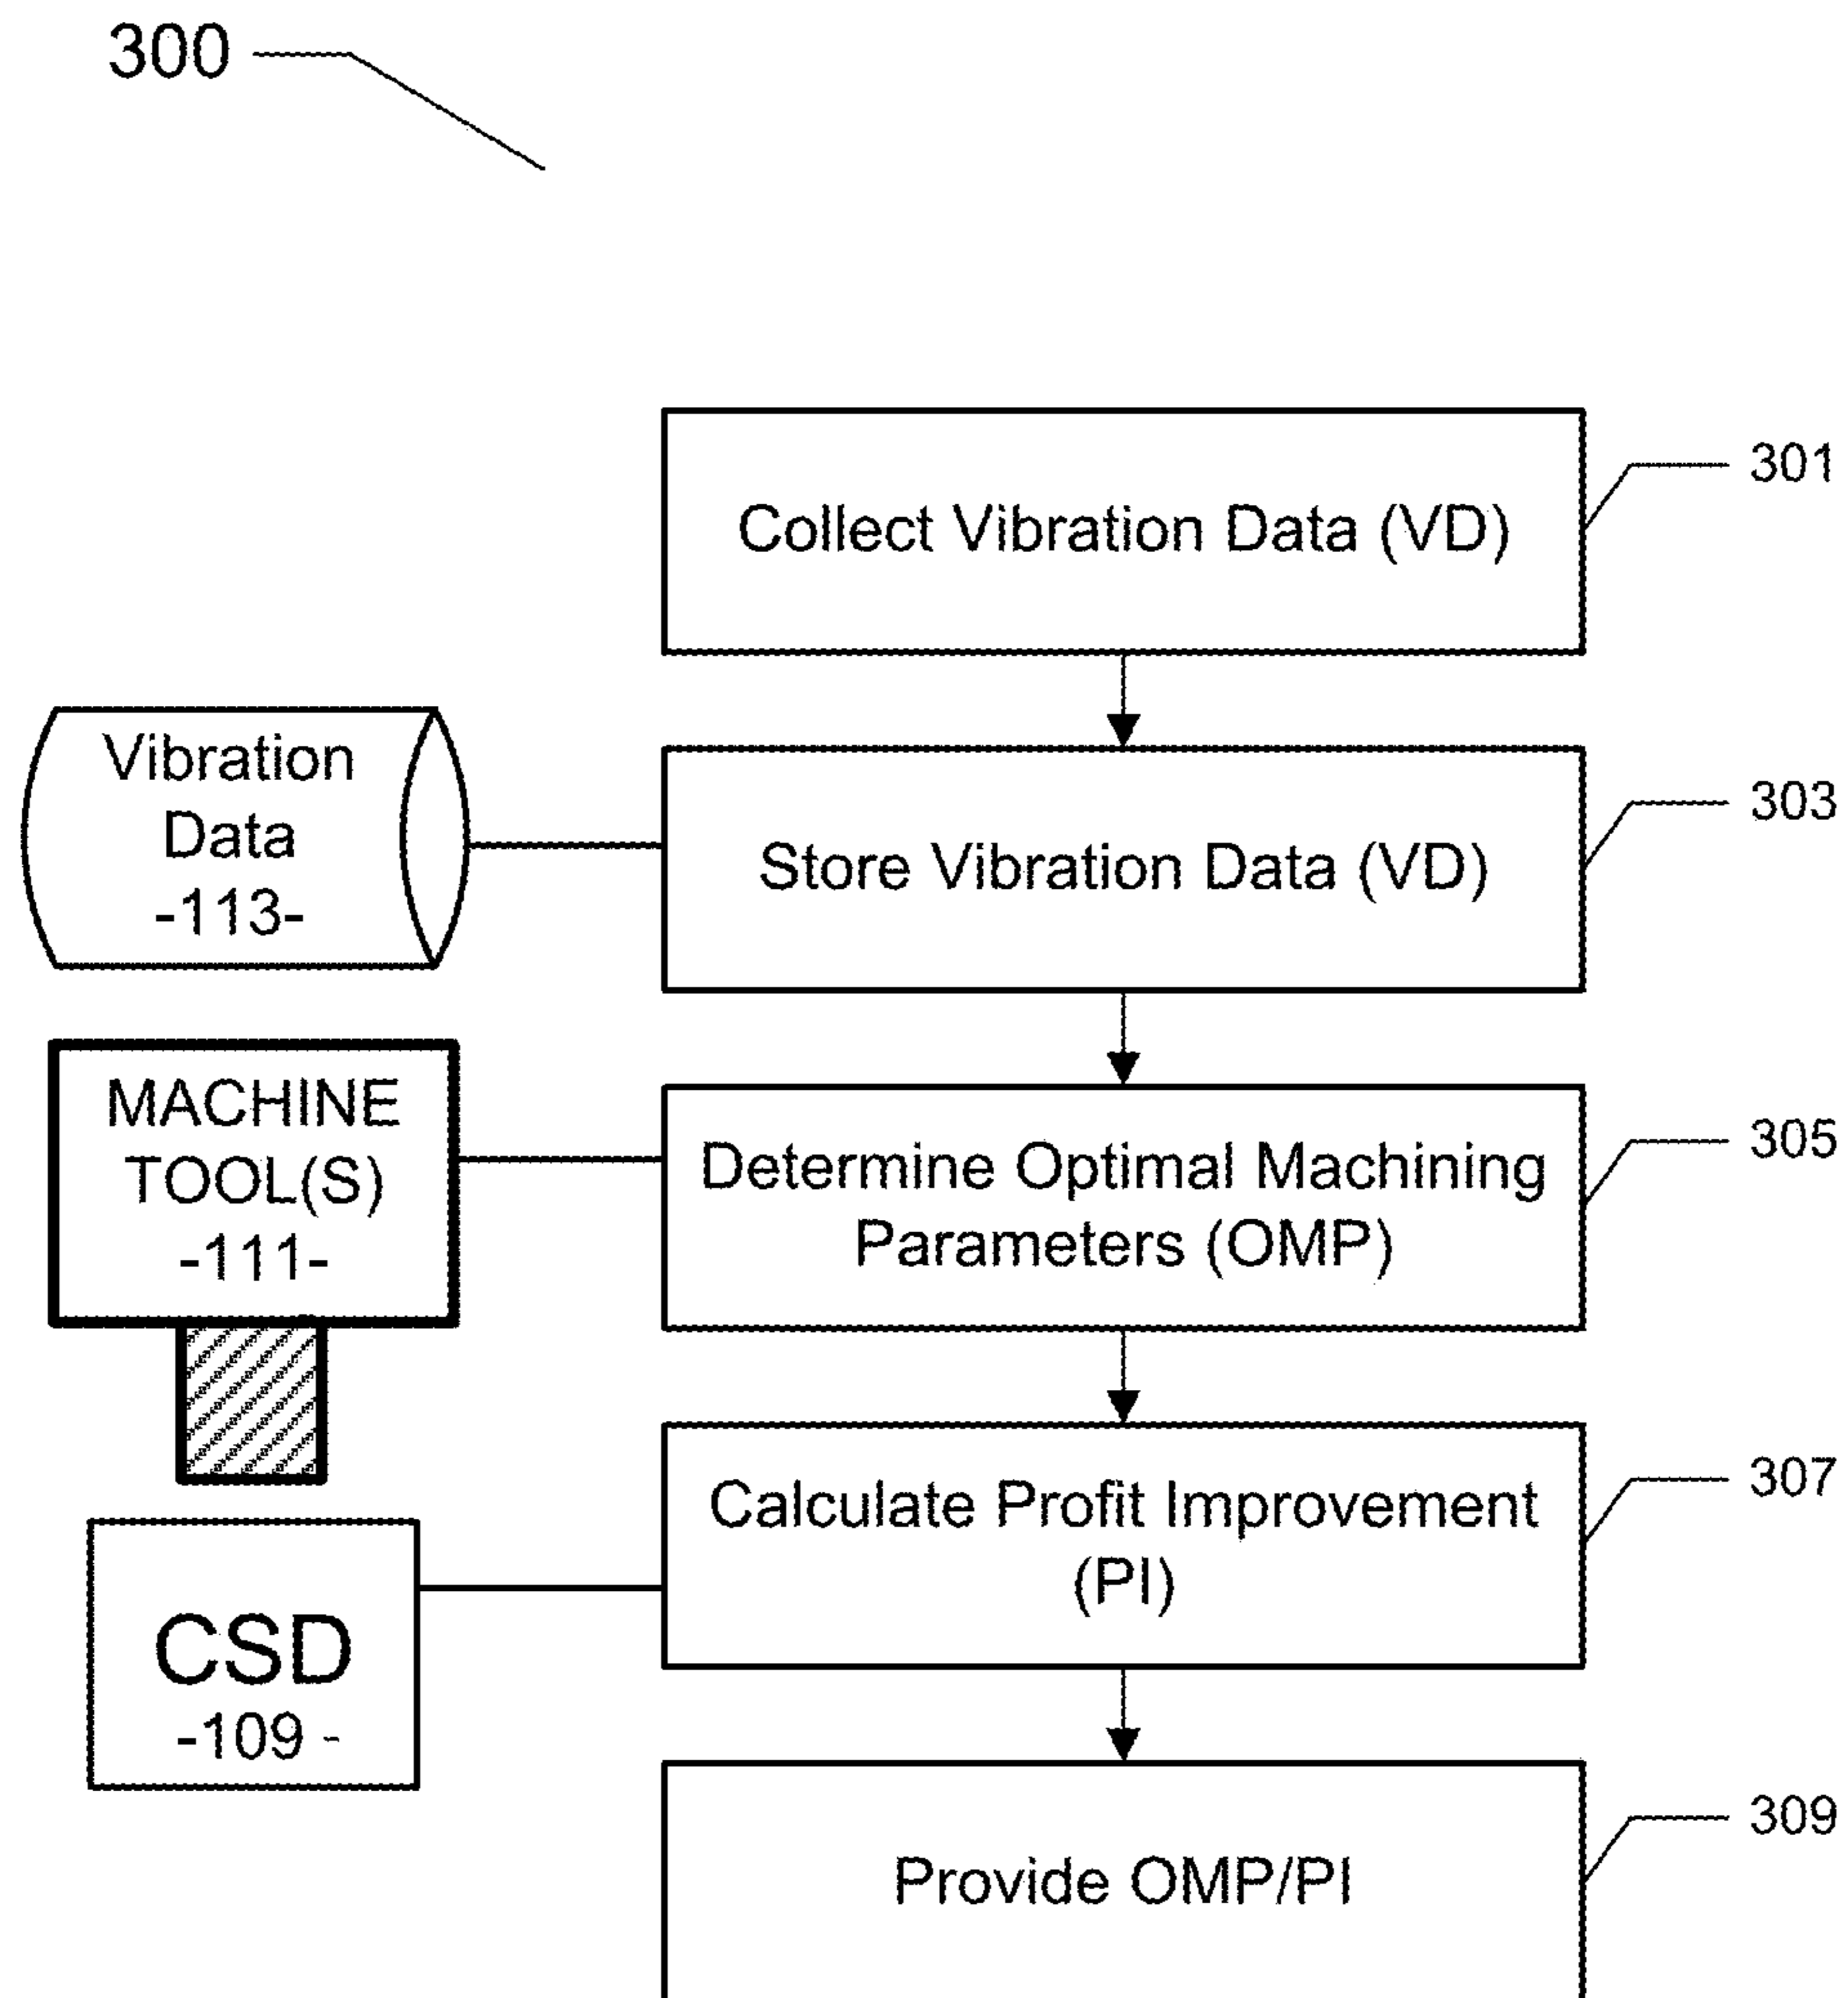 300
Collect Vibration Data (VD)
301
Vibration
Data
-113-
Store Vibration Data (VD)
303
MACHINE
TOOL(S)
-111-
Determine Optimal Machining
Parameters (OMP)
305
Calculate Profit Improvement
(PI)
307
CSD
-109 -
Provide OMP/PI
309